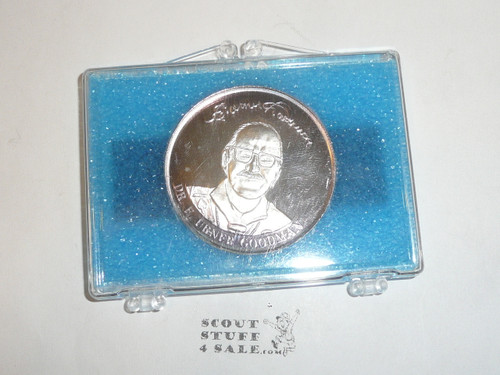 DR. E. URNER GOODMAN
SCOUT
STUFF
4 SALE.COM